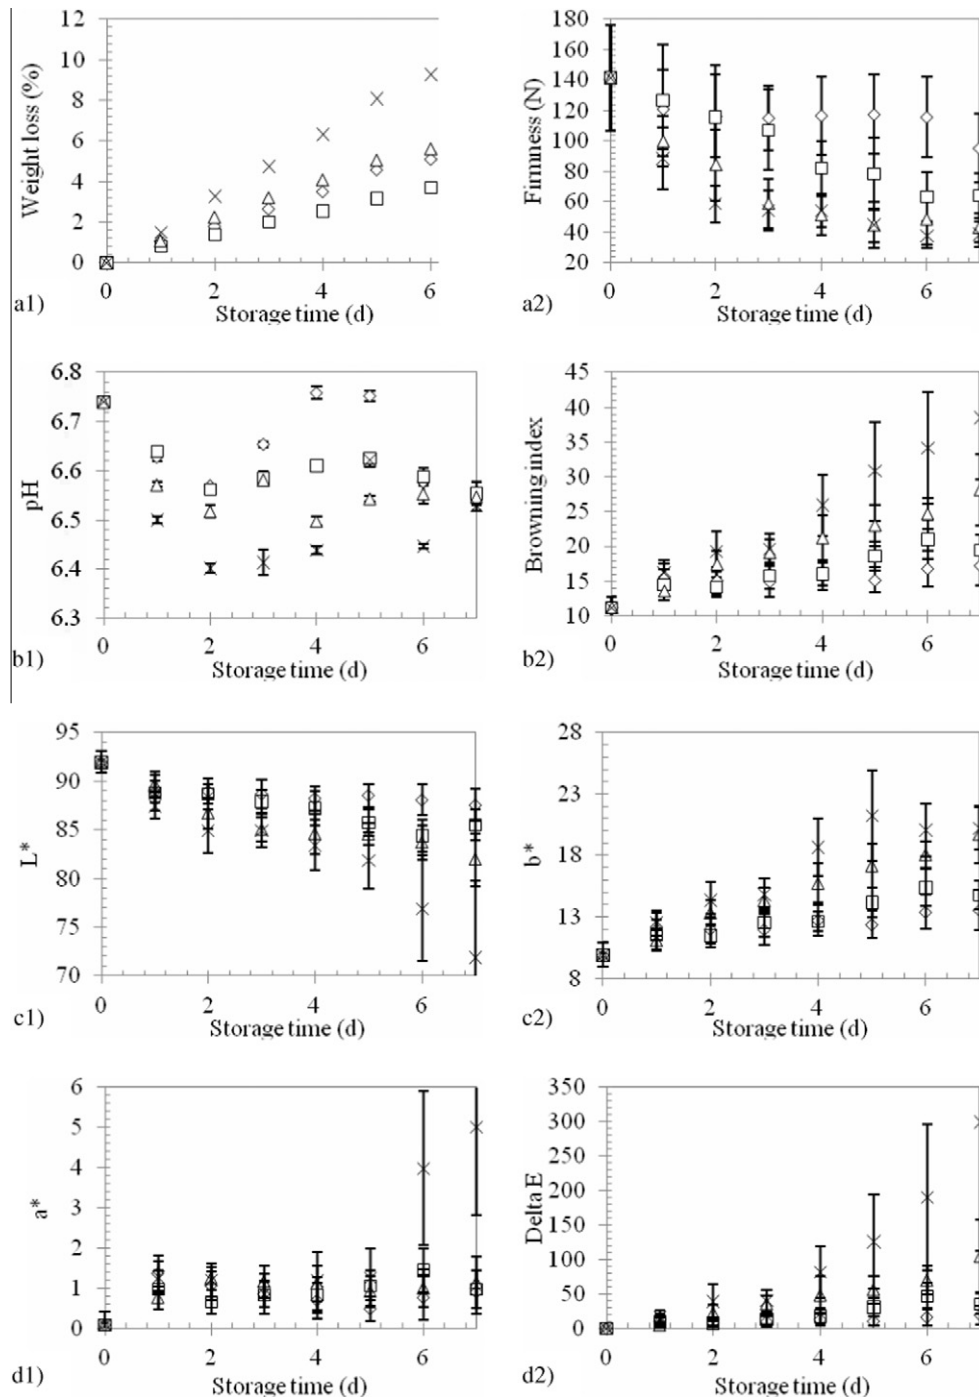 12
10
8
6
4
2
0
Weight loss (%)
0 2 4 6
a1) Storage time (d)
180
160
140
120
100
80
60
40
20
Firmness (N)
0 1 2 3 4 5 6 7
a2) Storage time (d)
6.8
6.7
6.6
6.5
6.4
6.3
pH
0 2 4 6
b1) Storage time (d)
45
40
35
30
25
20
15
10
Browning index
0 2 4 6
b2) Storage time (d)
95
90
85
80
75
70
L*
0 2 4 6
c1) Storage time (d)
28
23
18
13
8
b*
0 2 4 6
c2) Storage time (d)
6
5
4
3
2
1
0
a*
0 2 4 6
d1) Storage time (d)
350
300
250
200
150
100
50
0
Delta E
0 2 4 6
d2) Storage time (d)